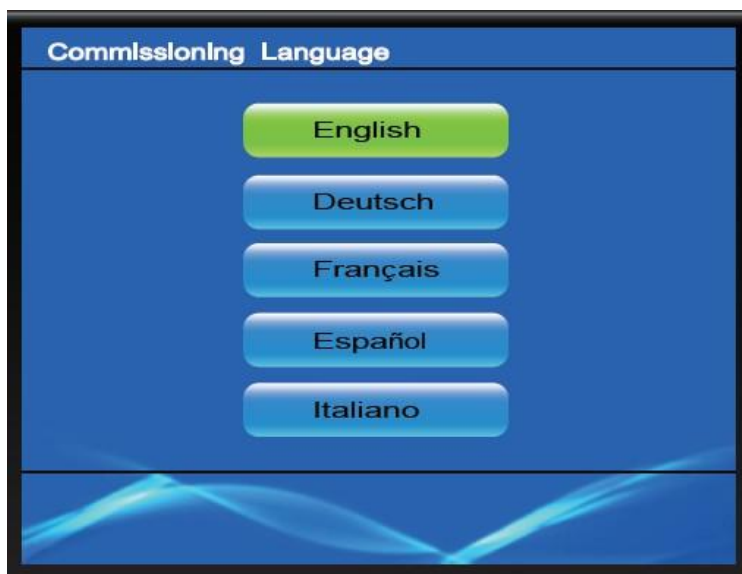 Commissioning Language
English
Deutsch
Français
Español
Italiano